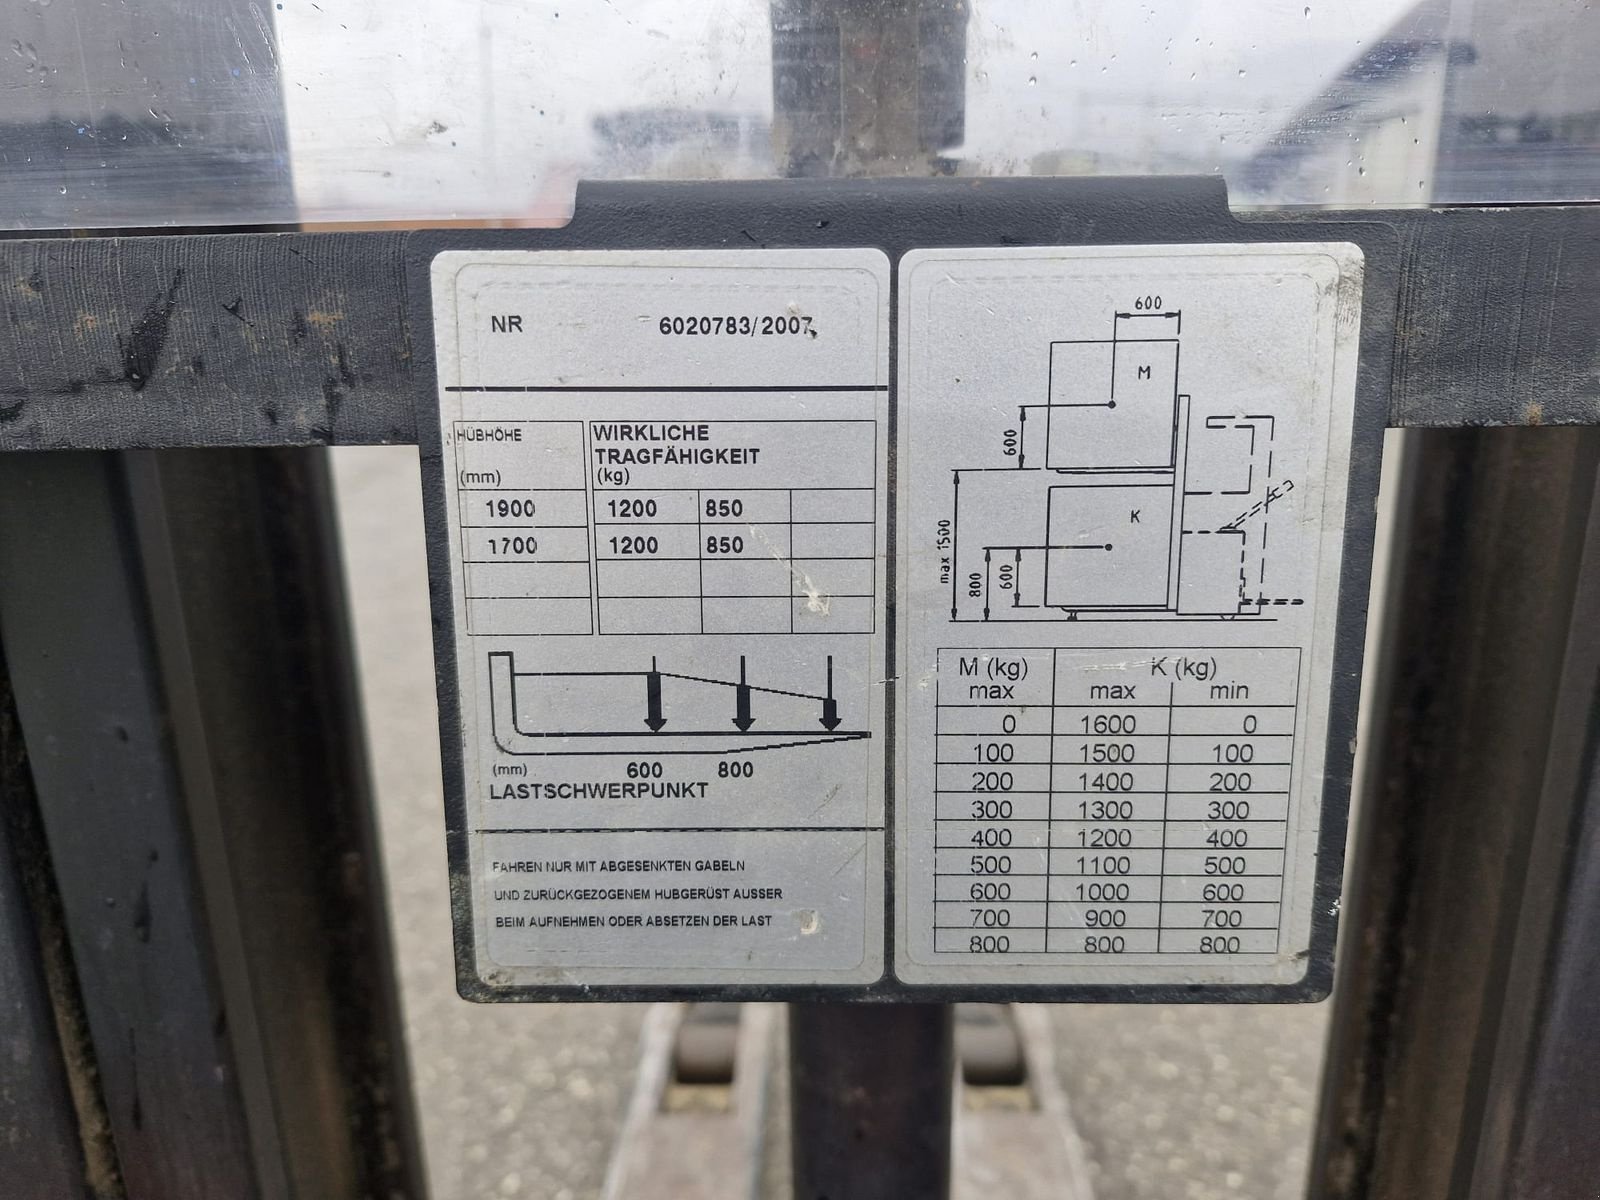 NR 6020783/2007
HÜBHÖHE
(mm)
WIRKLICHE
TRAGFÄHIGKEIT
(kg)
1900 1200 850
1700 1200 850
(mm) 600 800
LASTSCHWERPUNKT
FAHREN NUR MIT ABGESENKTEN GABELN
UND ZURÜCKGEZOGENEM HUBGERÜST AUSSER
BEIM AUFNEHMEN ODER ABSETZEN DER LAST
600
M
600
K
max 1500
800
600
M (kg) K (kg)
max max min
0 1600 0
100 1500 100
200 1400 200
300 1300 300
400 1200 400
500 1100 500
600 1000 600
700 900 700
800 800 800